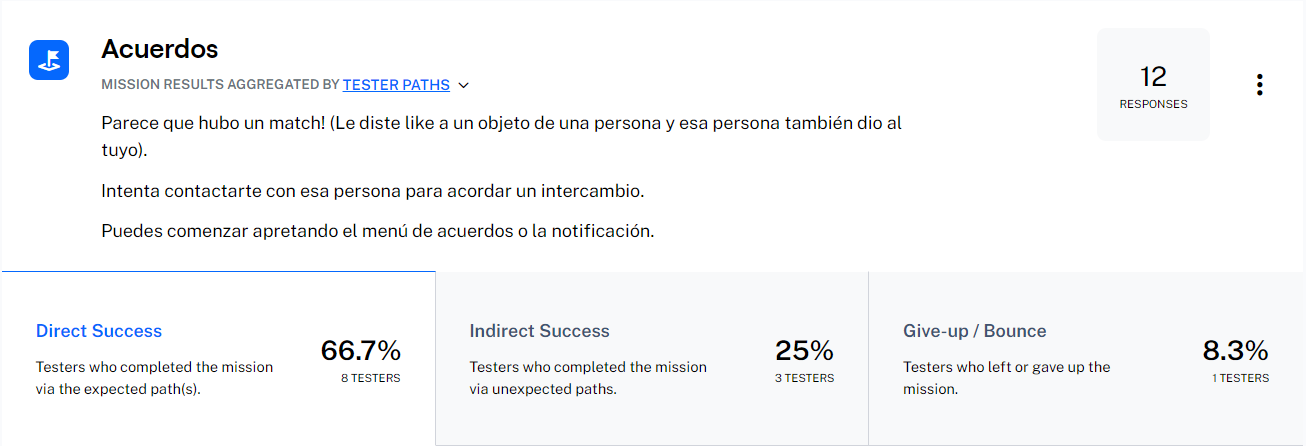 Acuerdos
MISSION RESULTS AGGREGATED BY TESTER PATHS
Parece que hubo un match! (Le diste like a un objeto de una persona y esa persona también dio al
tuyo).
Intenta contactarte con esa persona para acordar un intercambio.
Puedes comenzar apretando el menú de acuerdos o la notificación.
12
RESPONSES
Direct Success
Testers who completed the mission
via the expected path(s).
66.7%
8 TESTERS
Indirect Success
Testers who completed the mission
via unexpected paths.
25%
3 TESTERS
Give-up / Bounce
Testers who left or gave up the
mission.
8.3%
1 TESTERS